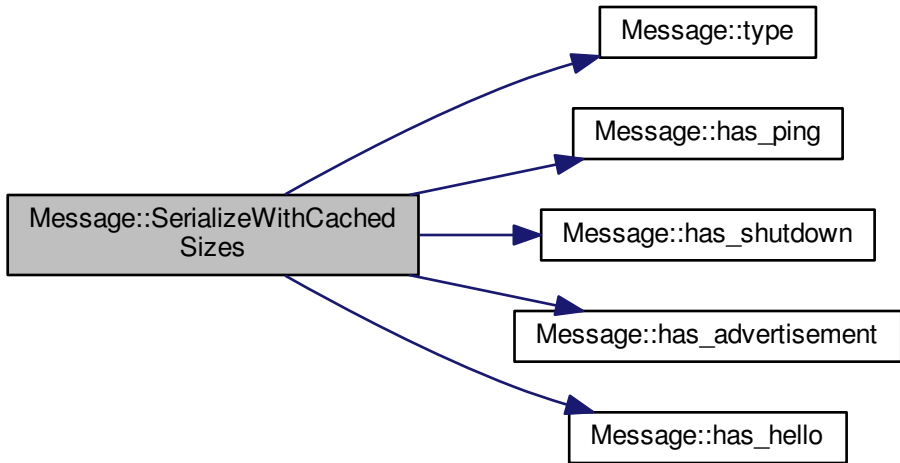 Message::type
Message::has_ping
Message::SerializeWithCached
Sizes
Message::has_shutdown
Message::has_advertisement
Message::has_hello